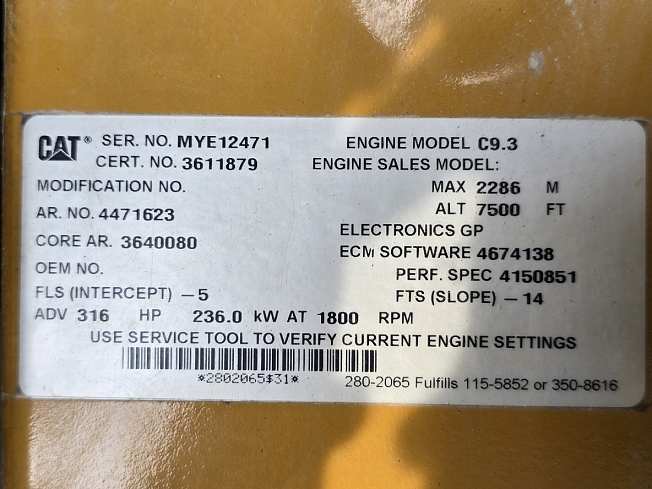 CAT® SER. NO. MYE12471 ENGINE MODEL C9.3
CERT. NO. 3611879 ENGINE SALES MODEL:
MODIFICATION NO. MAX 2286 M
AR. NO. 4471623 ALT 7500 FT
ELECTRONICS GP
CORE AR. 3640080 ECM SOFTWARE 4674138
OEM NO. PERF. SPEC 4150851
FLS (INTERCEPT) –5 FTS (SLOPE) –14
ADV 316 HP 236.0 kW AT 1800 RPM
USE SERVICE TOOL TO VERIFY CURRENT ENGINE SETTINGS
*2802065$31* 280-2065 Fulfills 115-5852 or 350-8616